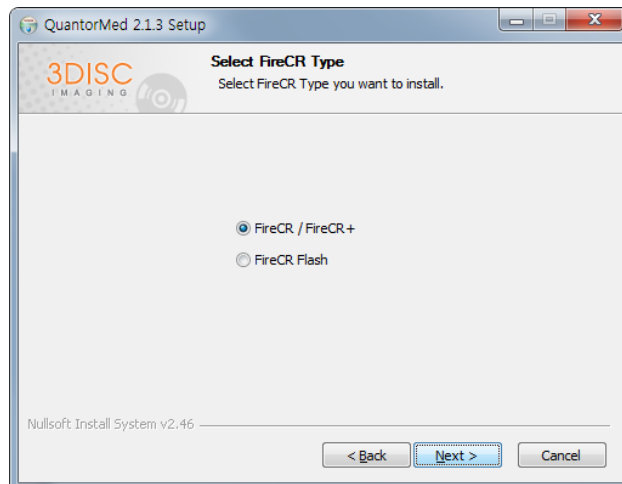 QuantorMed 2.1.3 Setup
3DISC
IMAGING
Select FireCR Type
Select FireCR Type you want to install.
FireCR / FireCR+
FireCR Flash
Nullsoft Install System v2.46
< Back
Next >
Cancel